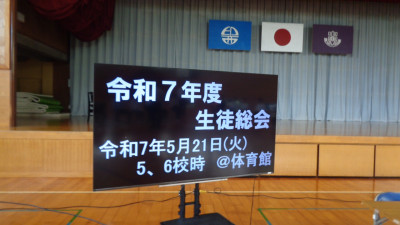 令和7年度
生徒総会
令和7年5月21日(火)
5、6校時 @体育館